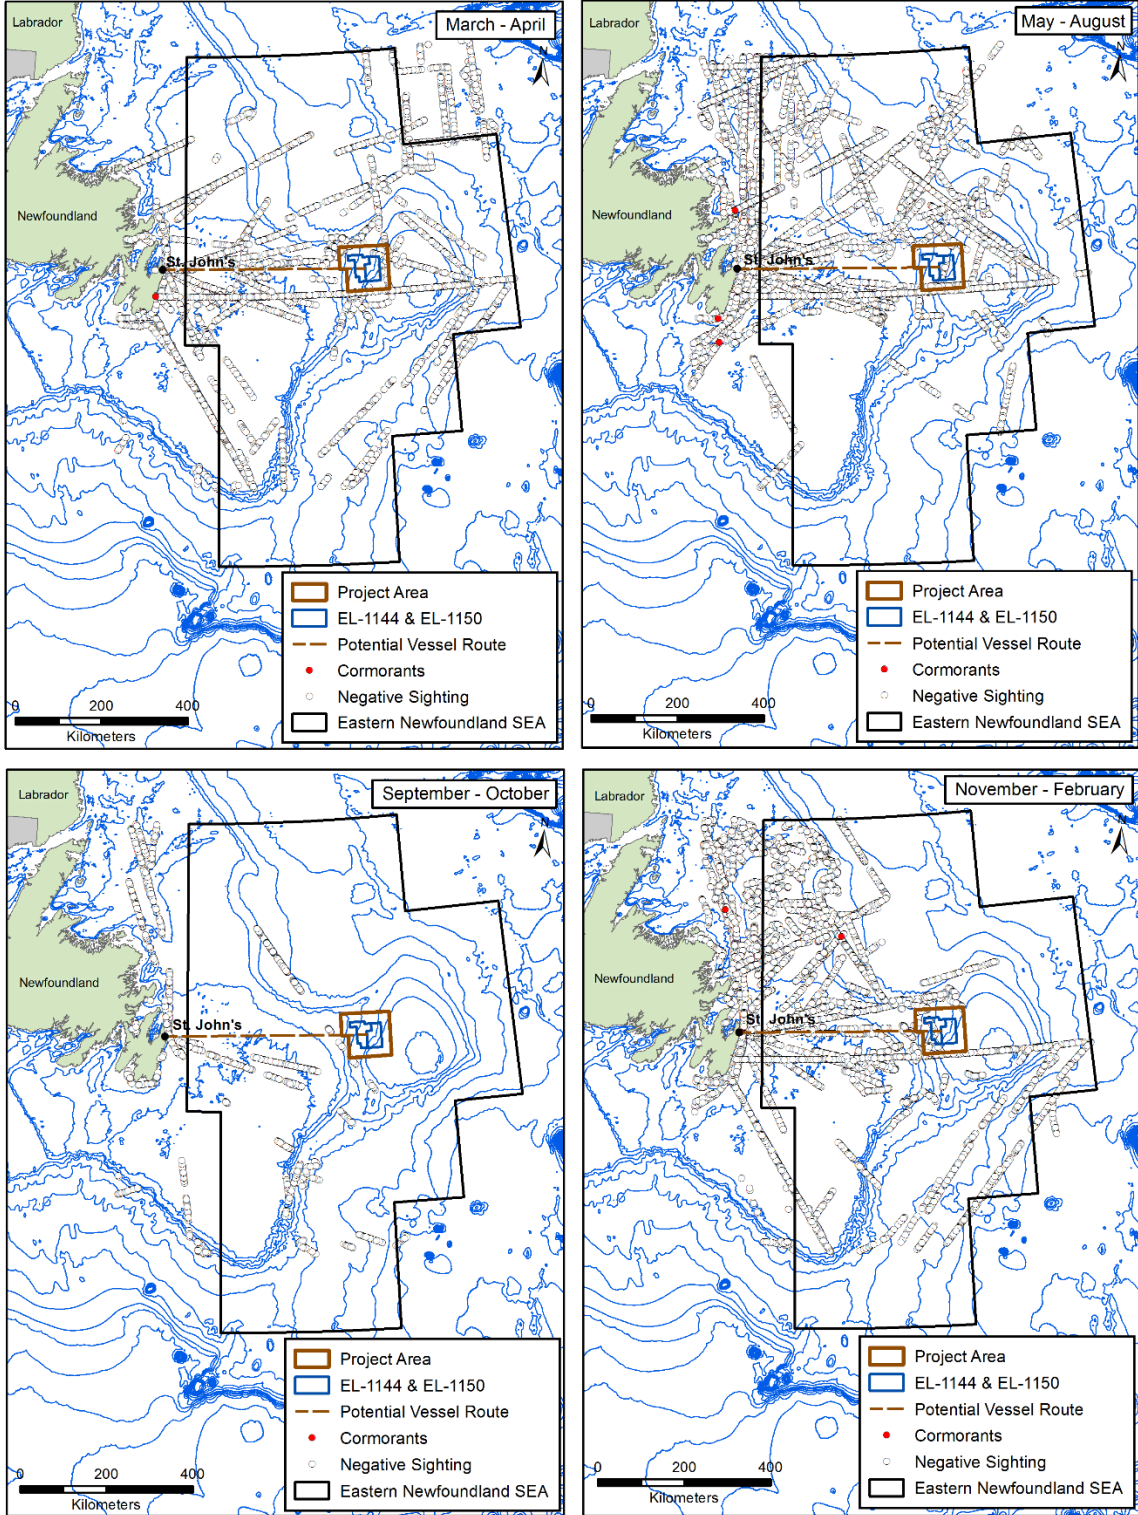 Labrador
March - April
N
Newfoundland
St. John's
Project Area
EL-1144 & EL-1150
Potential Vessel Route
Cormorants
Negative Sighting
Eastern Newfoundland SEA
0 200 400
Kilometers
Labrador
May - August
N
Newfoundland
St. John's
Project Area
EL-1144 & EL-1150
Potential Vessel Route
Cormorants
Negative Sighting
Eastern Newfoundland SEA
0 200 400
Kilometers
Labrador
September - October
N
Newfoundland
St. John's
Project Area
EL-1144 & EL-1150
Potential Vessel Route
Cormorants
Negative Sighting
Eastern Newfoundland SEA
0 200 400
Kilometers
Labrador
November - February
N
Newfoundland
St. John's
Project Area
EL-1144 & EL-1150
Potential Vessel Route
Cormorants
Negative Sighting
Eastern Newfoundland SEA
0 200 400
Kilometers